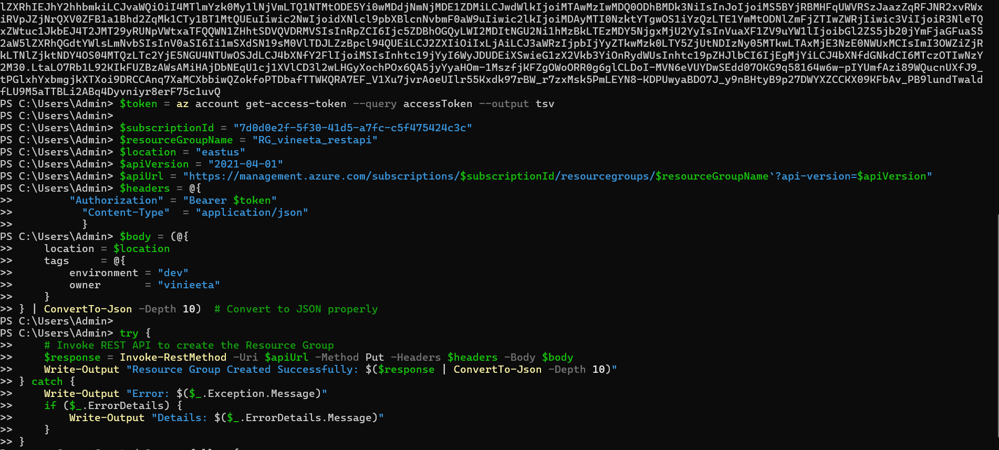 lZXRhIEJhY2hhbmkiLCJvaWQiOiI4MTlmYzk0My1lNjVmLTQ1NTMtODE5Yi0wMDdjNmNjMDE1ZDMiLCJwdWlkIjoiMTAwMzIwMDQ0ODhBMDk3NiIsInJoIjoiMS5BYjRBMHFqUWVRSzJaazZqRFJNR2xvRWx
iRVpJZjNrQXV0ZFB1a1Bhd2ZqMk1CTy1BT1MtQUEuIiwic2NwIjoidXNlcl9pbXBlcnNvbmF0aW9uIiwic2lkIjoiMDAyMTI0NzktYTgwOS1iYzQzLTE1YmMtODNlZmFjZTIwZWRjIiwic3ViIjoiR3NleTQ
xZWtuc1JkbEJ4T2JMT29yRUNpVWtxaTFQQWN1ZHhtSDVQVDRMVSIsInRpZCI6Ijc5ZDBhOGQyLWI2MDItNGU2Ni1hMzBkLTEzMDY5NjgxMjU2YyIsInVuaXF1ZV9uYW1lIjoibGl2ZS5jb20jYmFjaGFuaS5
2aW5lZXRhQGdtYWlsLmNvbSIsInV0aSI6Ii1mSXdSN19sM0VlTDJLZzBpcl94QUEiLCJ2ZXIiOiIxLjAiLCJ3aWRzIjpbIjYyZTkwMzk0LTY5ZjUtNDIzNy05MTkwLTAxMjE3NzE0NWUxMCIsImI3OWZiZjR
kLTNlZjktNDY4OS04MTQzLTc2YjE5NGU4NTUwOSJdLCJ4bXNfY2FlIjoiMSIsInhtc19jYyI6WyJDUDEiXSwieG1zX2Vkb3YiOnRydWUsInhtc19pZHJlbCI6IjEgMjYiLCJ4bXNfdGNkdCI6MTczOTIwNzY
2M30.LtaLO7Rb1L92KIkFUZBzAWsAMiHAjDbNEqU1cj1XVlCD3l2wLHGyXochPOx6QA5jyYyaHOm-1MszfjKFZgOWoORR0g6glCLDoI-MVN6eVUYDwSEdd07OKG9q58164w6w-pIYUmfAzi89WQucnUXfJ9_
tPGlxhYxbmgjkXTXoi9DRCCAnq7XaMCXbbiwQZokfoPTDbafTTWKQRA7EF_V1Xu7jvrAoeUIlr55Kxdk97rBW_r7zxMsk5PmLEYN8-KDPUwyaBDO7J_y9nBHtyB9p27DWYXZCCKX09KFbAv_PB9lundTwald
fLU9M5aTTBLi2ABq4Dyvniyr8erF75c1uvQ
PS C:\Users\Admin> $token = az account get-access-token --query accessToken --output tsv
PS C:\Users\Admin>
PS C:\Users\Admin> $subscriptionId = "7d0d0e2f-5f30-41d5-a7fc-c5f475424c3c"
PS C:\Users\Admin> $resourceGroupName = "RG_vineeta_restapi"
PS C:\Users\Admin> $location = "eastus"
PS C:\Users\Admin> $apiVersion = "2021-04-01"
PS C:\Users\Admin> $apiUrl = "https://management.azure.com/subscriptions/$subscriptionId/resourcegroups/$resourceGroupName`?api-version=$apiVersion"
PS C:\Users\Admin> $headers = @{
>>         "Authorization" = "Bearer $token"
>>           "Content-Type"  = "application/json"
>>           }
PS C:\Users\Admin> $body = (@{
>>     location = $location
>>     tags     = @{
>>         environment = "dev"
>>         owner       = "vinieeta"
>>     }
>> } | ConvertTo-Json -Depth 10)  # Convert to JSON properly
PS C:\Users\Admin>
PS C:\Users\Admin> try {
>>     # Invoke REST API to create the Resource Group
>>     $response = Invoke-RestMethod -Uri $apiUrl -Method Put -Headers $headers -Body $body
>>     Write-Output "Resource Group Created Successfully: $($response | ConvertTo-Json -Depth 10)"
>> } catch {
>>     Write-Output "Error: $($_.Exception.Message)"
>>     if ($_.ErrorDetails) {
>>         Write-Output "Details: $($_.ErrorDetails.Message)"
>>     }
>> }